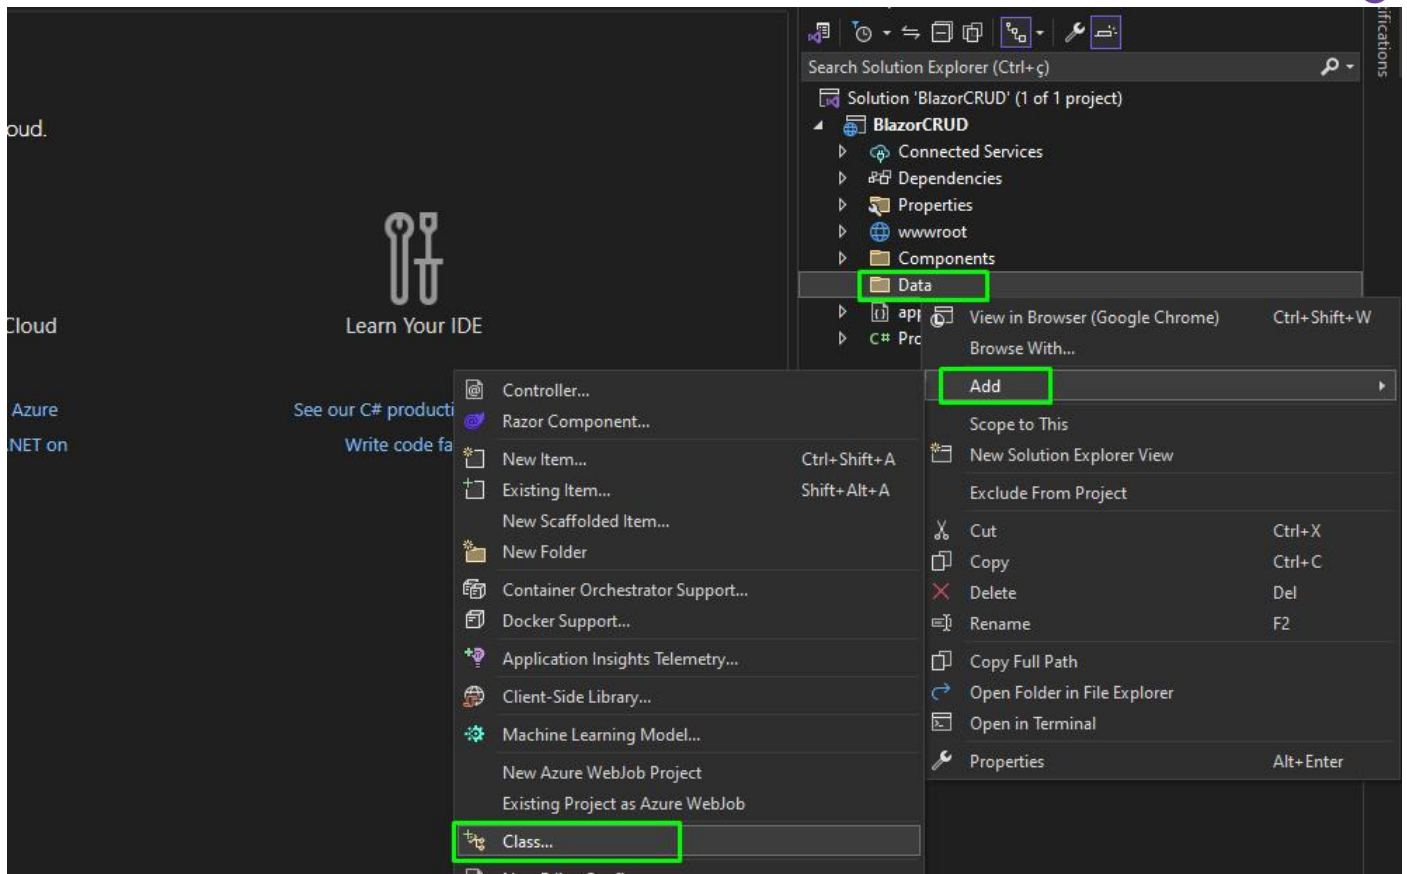 Search Solution Explorer (Ctrl+ç)
Solution 'BlazorCRUD' (1 of 1 project)
BlazorCRUD
Connected Services
Dependencies
Properties
wwwroot
Components
Data
app
C# Pro
oud.
Cloud
Azure
.NET on
Learn Your IDE
See our C# producti
Write code fa
View in Browser (Google Chrome) Ctrl+Shift+W
Browse With...
Add
Scope to This
New Solution Explorer View
Exclude From Project
Cut Ctrl+X
Copy Ctrl+C
Delete Del
Rename F2
Copy Full Path
Open Folder in File Explorer
Open in Terminal
Properties Alt+Enter
Controller...
Razor Component...
New Item... Ctrl+Shift+A
Existing Item... Shift+Alt+A
New Scaffolded Item...
New Folder
Container Orchestrator Support...
Docker Support...
Application Insights Telemetry...
Client-Side Library...
Machine Learning Model...
New Azure WebJob Project
Existing Project as Azure WebJob
Class...
tifications